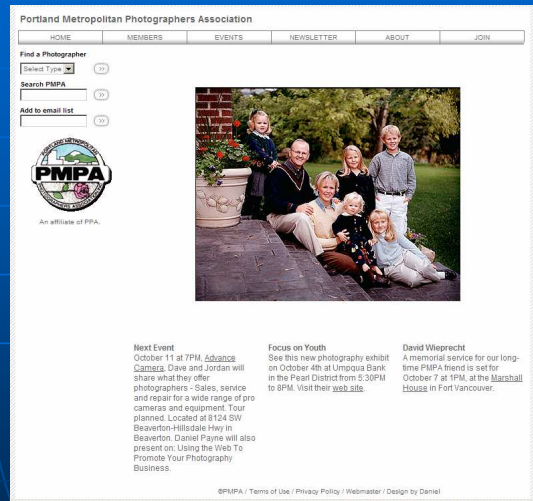 Portland Metropolitan Photographers Association
HOME MEMBERS EVENTS NEWSLETTER ABOUT JOIN
Find a Photographer
Select Type
Search PMPA
Add to email list
PORTLAND METROPOLITAN
PMPA
PHOTOGRAPHERS ASSOCIATION
An affiliate of PPA.
Next Event
October 11 at 7PM, Advance
Camera, Dave and Jordan will
share what they offer
photographers - Sales, service
and repair for a wide range of pro
cameras and equipment. Tour
planned. Located at 8124 SW
Beaverton-Hillsdale Hwy in
Beaverton. Daniel Payne will also
present on: Using the Web To
Promote Your Photography
Business.
Focus on Youth
See this new photography exhibit
on October 4th at Umpqua Bank
in the Pearl District from 5:30PM
to 8PM. Visit their web site.
David Wieprecht
A memorial service for our long-
time PMPA friend is set for
October 7 at 1PM, at the Marshall
House in Fort Vancouver.
©PMPA / Terms of Use / Privacy Policy / Webmaster / Design by Daniel